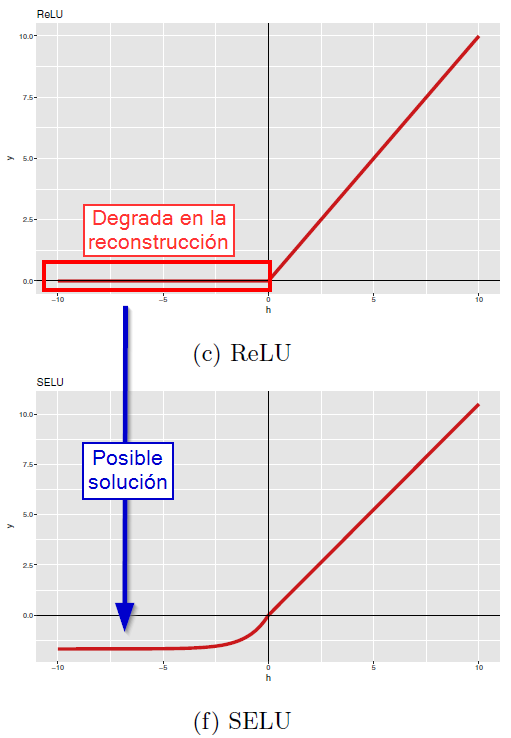 ReLU
10.0
7.5
y
5.0
2.5
Degrada en la
reconstrucción
0.0
−10
−5
0
5
10
h
(c) ReLU
SELU
10.0
Posible
solución
7.5
y
5.0
2.5
0.0
−10
−5
0
5
10
h
(f) SELU